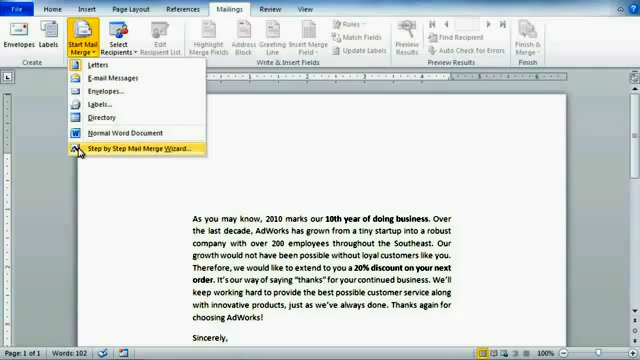 File Home Insert Page Layout References Mailings Review View
Envelopes Labels Start Mail Merge Select Recipients Edit Recipient List Highlight Merge Fields Address Block Greeting Line Insert Merge Field Rules Match Fields Update Labels Preview Results Find Recipient Auto Check for Errors Finish & Merge
Create Write & Insert Fields Preview Results Finish
Letters
E-mail Messages
Envelopes...
Labels...
Directory
Normal Word Document
Step by Step Mail Merge Wizard...
As you may know, 2010 marks our 10th year of doing business. Over
the last decade, AdWorks has grown from a tiny startup into a robust
company with over 200 employees throughout the Southeast. Our
growth would not have been possible without loyal customers like you.
Therefore, we would like to extend to you a 20% discount on your next
order. It's our way of saying "thanks" for your continued business. We'll
keep working hard to provide the best possible customer service along
with innovative products, just as we've always done. Thanks again for
choosing AdWorks!
Sincerely,
Page: 1 of 1 Words: 102 100%